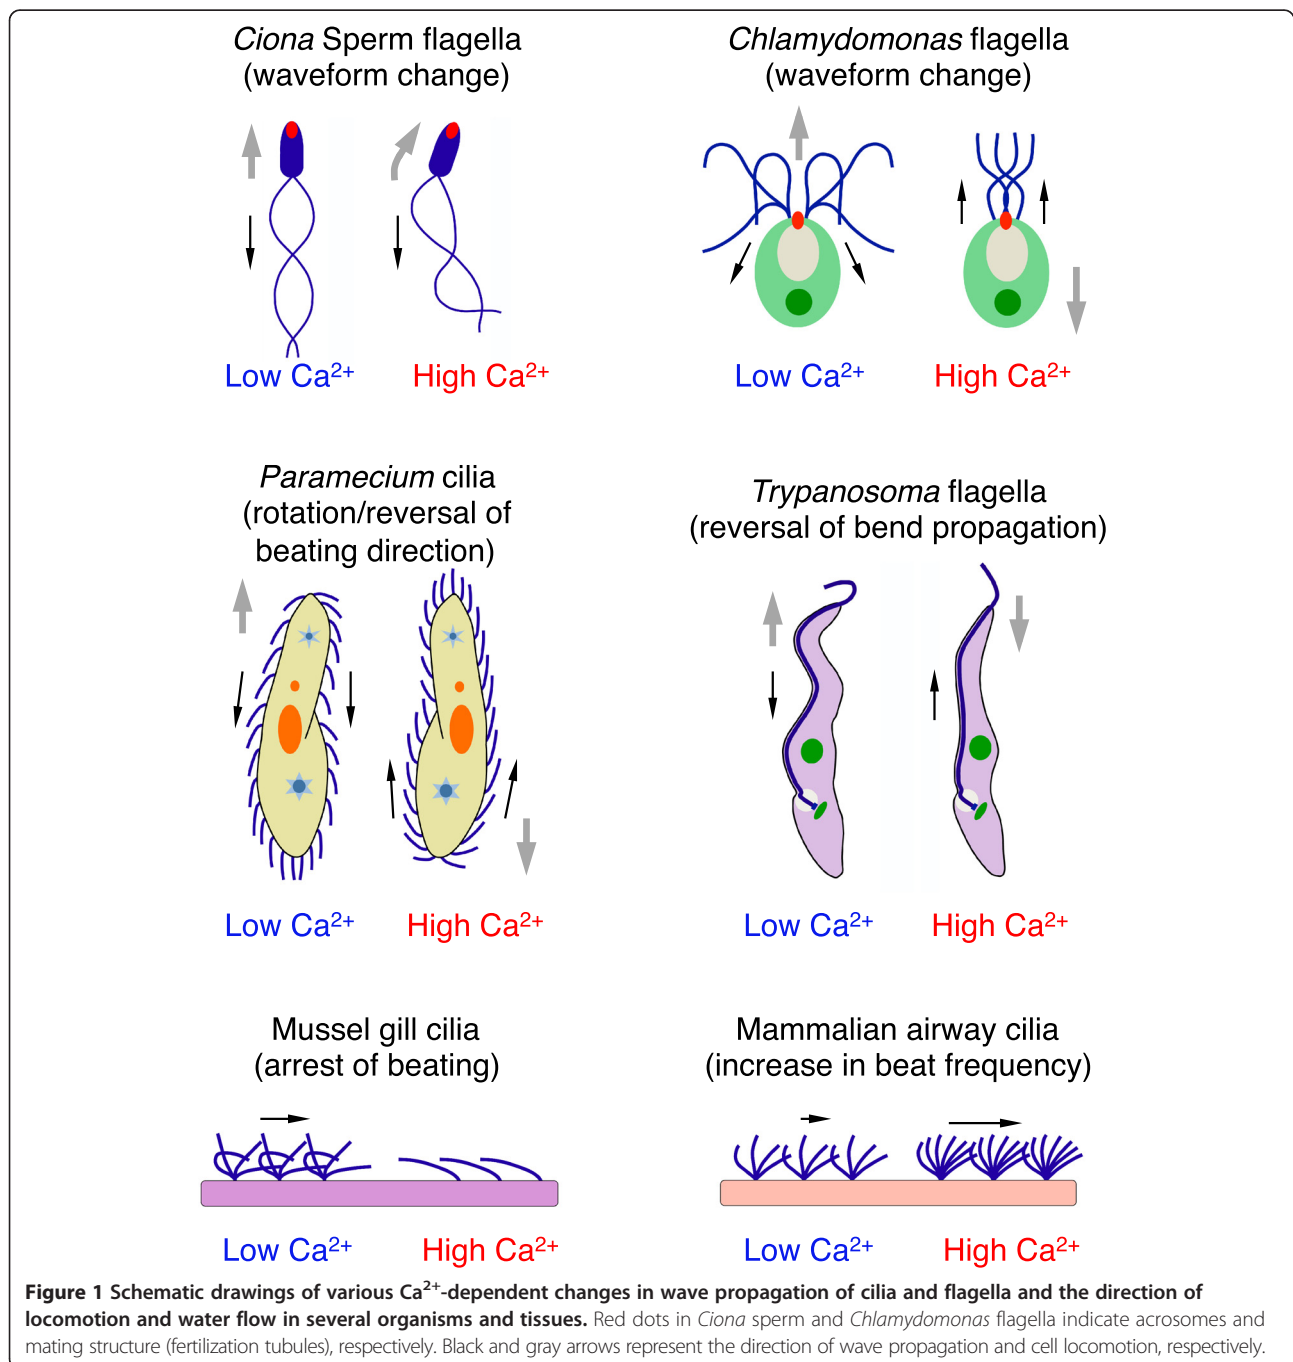 Ciona Sperm flagella
(waveform change)
Low Ca²⁺
High Ca²⁺
Chlamydomonas flagella
(waveform change)
Low Ca²⁺
High Ca²⁺
Paramecium cilia
(rotation/reversal of
beating direction)
Low Ca²⁺
High Ca²⁺
Trypanosoma flagella
(reversal of bend propagation)
Low Ca²⁺
High Ca²⁺
Mussel gill cilia
(arrest of beating)
Low Ca²⁺
High Ca²⁺
Mammalian airway cilia
(increase in beat frequency)
Low Ca²⁺
High Ca²⁺
Figure 1 Schematic drawings of various Ca²⁺-dependent changes in wave propagation of cilia and flagella and the direction of
locomotion and water flow in several organisms and tissues. Red dots in Ciona sperm and Chlamydomonas flagella indicate acrosomes and
mating structure (fertilization tubules), respectively. Black and gray arrows represent the direction of wave propagation and cell locomotion, respectively.